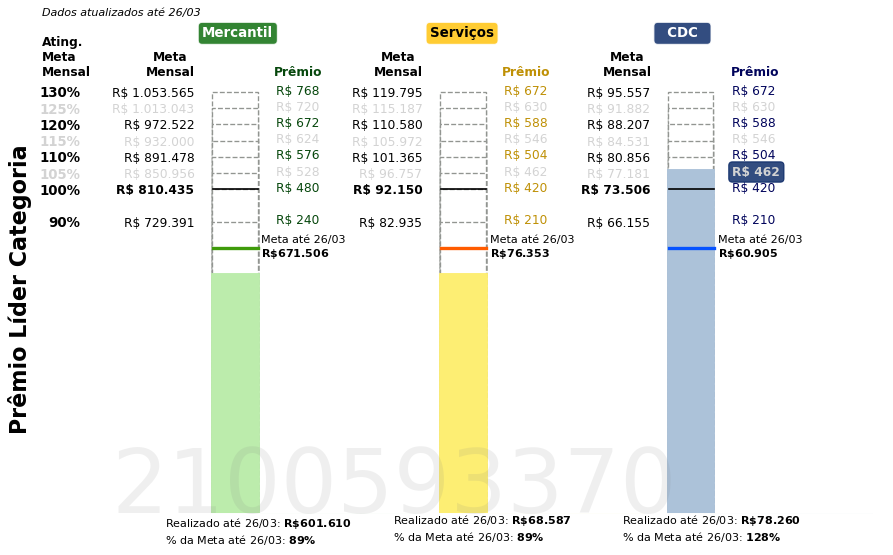 Dados atualizados até 26/03
Mercantil Serviços CDC
Ating. Meta Mensal Meta Mensal Prêmio Meta Mensal Prêmio Meta Mensal Prêmio
130% R$ 1.053.565 R$ 768 R$ 119.795 R$ 672 R$ 95.557 R$ 672
125% R$ 1.013.043 R$ 720 R$ 115.187 R$ 630 R$ 91.882 R$ 630
120% R$ 972.522 R$ 672 R$ 110.580 R$ 588 R$ 88.207 R$ 588
115% R$ 932.000 R$ 624 R$ 105.972 R$ 546 R$ 84.531 R$ 546
110% R$ 891.478 R$ 576 R$ 101.365 R$ 504 R$ 80.856 R$ 504
105% R$ 850.956 R$ 528 R$ 96.757 R$ 462 R$ 77.181 R$ 462
100% R$ 810.435 R$ 480 R$ 92.150 R$ 420 R$ 73.506 R$ 420
90% R$ 729.391 R$ 240 R$ 82.935 R$ 210 R$ 66.155 R$ 210
Meta até 26/03 Meta até 26/03 Meta até 26/03
R$671.506 R$76.353 R$60.905
Prêmio Líder Categoria
2100593370
Realizado até 26/03: R$601.610 Realizado até 26/03: R$68.587 Realizado até 26/03: R$78.260
% da Meta até 26/03: 89% % da Meta até 26/03: 89% % da Meta até 26/03: 128%